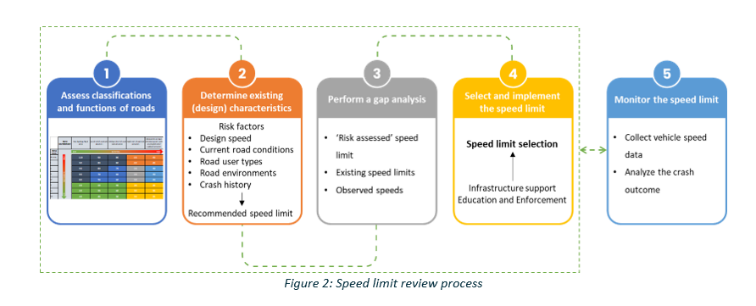 1
Assess classifications
and functions of roads
2
Determine existing
(design) characteristics
Risk factors
• Design speed
• Current road conditions
• Road user types
• Road environments
• Crash history
Recommended speed limit
3
Perform a gap analysis
• 'Risk assessed' speed
limit
• Existing speed limits
• Observed speeds
4
Select and implement
the speed limit
Speed limit selection
Infrastructure support
Education and Enforcement
5
Monitor the speed limit
• Collect vehicle speed
data
• Analyze the crash
outcome
Figure 2: Speed limit review process